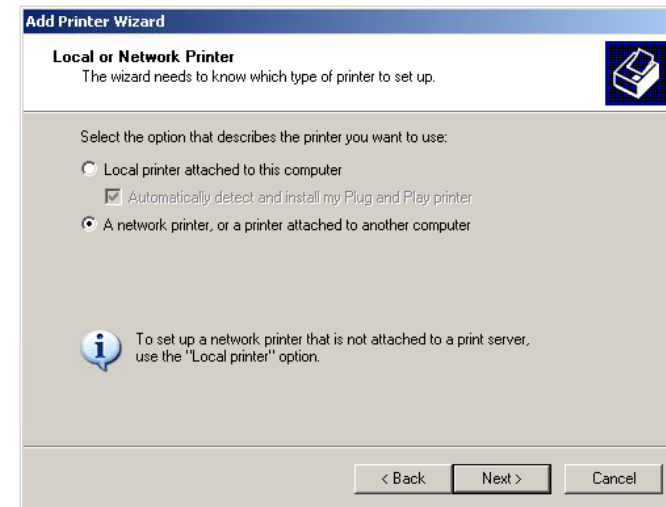 Add Printer Wizard
Local or Network Printer
The wizard needs to know which type of printer to set up.
Select the option that describes the printer you want to use:
Local printer attached to this computer
Automatically detect and install my Plug and Play printer
A network printer, or a printer attached to another computer
To set up a network printer that is not attached to a print server,
use the "Local printer" option.
< Back Next > Cancel